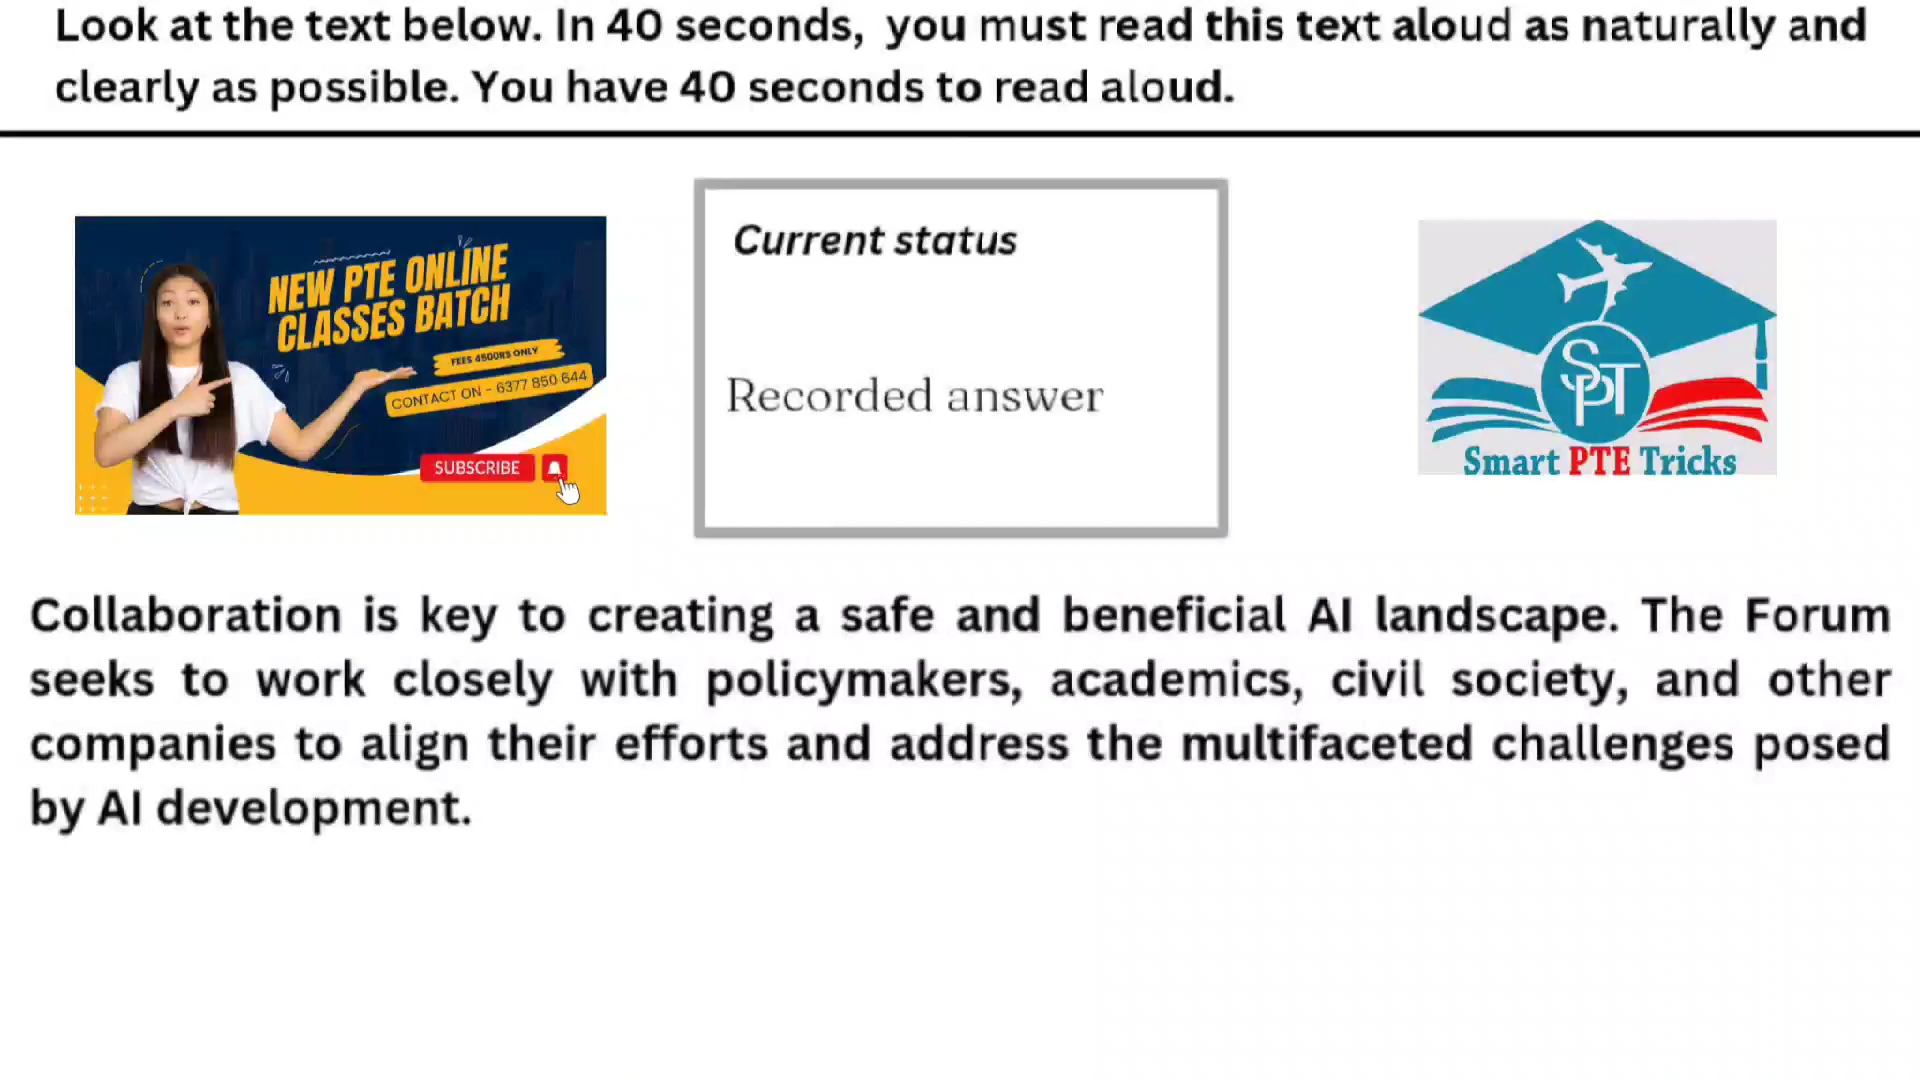 Look at the text below. In 40 seconds, you must read this text aloud as naturally and
clearly as possible. You have 40 seconds to read aloud.
NEW PTE ONLINE
CLASSES BATCH
FEES 4500RS ONLY
CONTACT ON - 6377 850 644
SUBSCRIBE
Current status
Recorded answer
SPT
Smart PTE Tricks
Collaboration is key to creating a safe and beneficial AI landscape. The Forum
seeks to work closely with policymakers, academics, civil society, and other
companies to align their efforts and address the multifaceted challenges posed
by AI development.